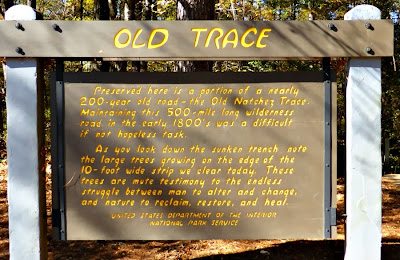 OLD TRACE
Preserved here is a portion of a nearly
200-year old road - the Old Natchez Trace.
Maintaining this 500-mile long wilderness
road in the early 1800's was a difficult
if not hopeless task.
As you look down the sunken trench, note
the large trees growing on the edge of the
10-foot wide strip we clear today. These
trees are mute testimony to the endless
struggle between man to alter and change,
and nature to reclaim, restore, and heal.
UNITED STATES DEPARTMENT OF THE INTERIOR
NATIONAL PARK SERVICE